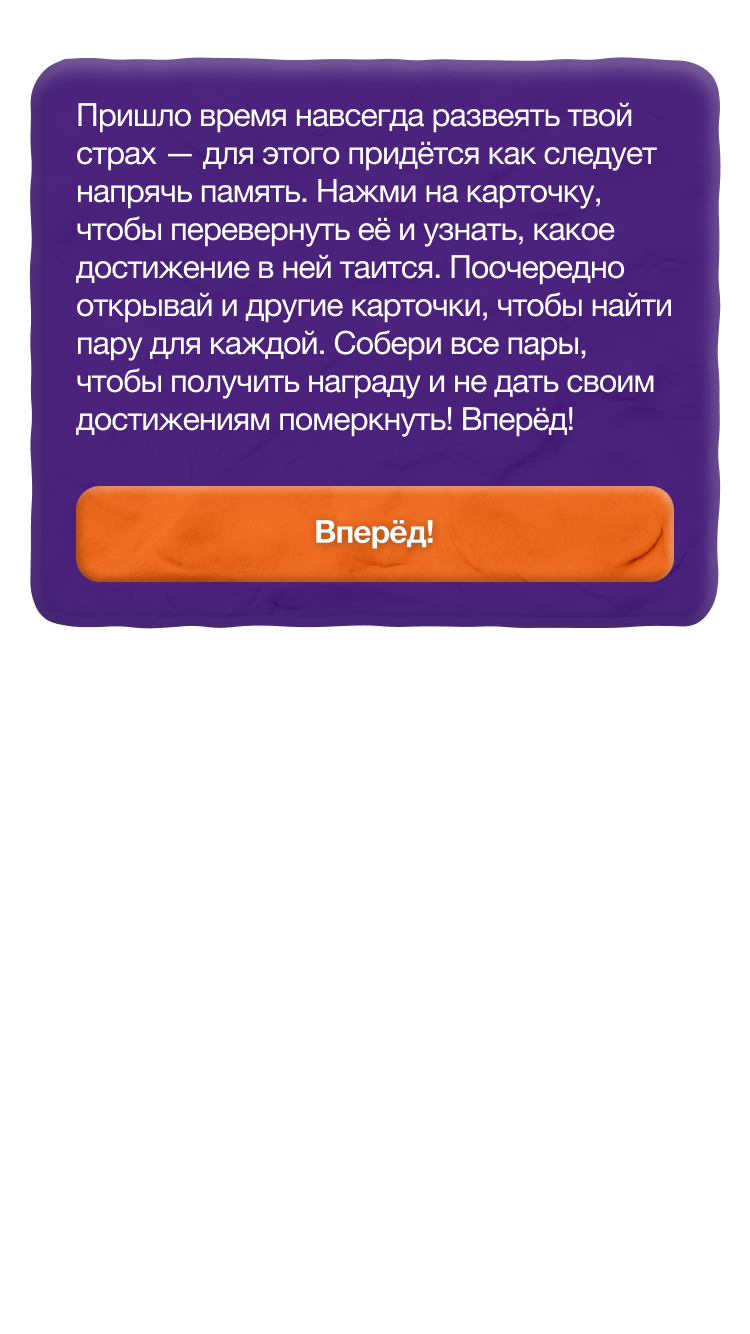 Пришло время навсегда развеять твой
страх — для этого придётся как следует
напрячь память. Нажми на карточку,
чтобы перевернуть её и узнать, какое
достижение в ней таится. Поочередно
открывай и другие карточки, чтобы найти
пару для каждой. Собери все пары,
чтобы получить награду и не дать своим
достижениям померкнуть! Вперёд!
Вперёд!